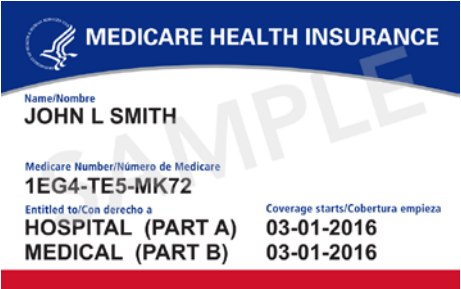 MEDICARE HEALTH INSURANCE
Name/Nombre
JOHN L SMITH
SAMPLE
Medicare Number/Número de Medicare
1EG4-TE5-MK72
Entitled to/Con derecho a Coverage starts/Cobertura empieza
HOSPITAL (PART A) 03-01-2016
MEDICAL (PART B) 03-01-2016